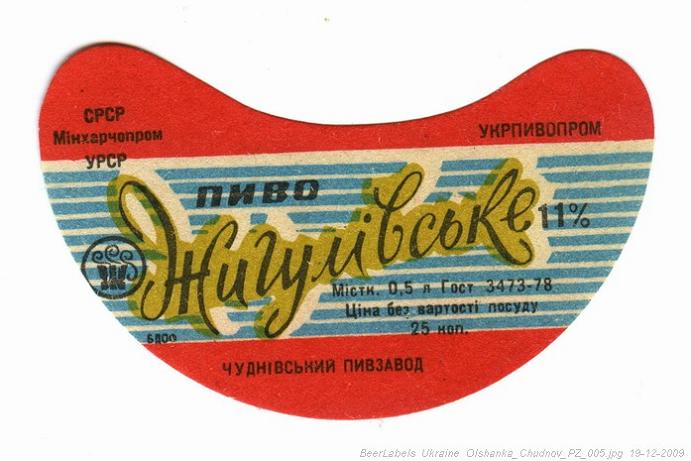 СРСР
Мінхарчопром
УРСР
УКРПИВОПРОМ
пиво
Жигулівське
11%
Містк. 0,5 л Гост 3473-78
Ціна без вартості посуду
25 коп.
ЧУДНІВСЬКИЙ ПИВЗАВОД
BeerLabels Ukraine Olshanka_Chudnov_PZ_005.jpg 19-12-2009